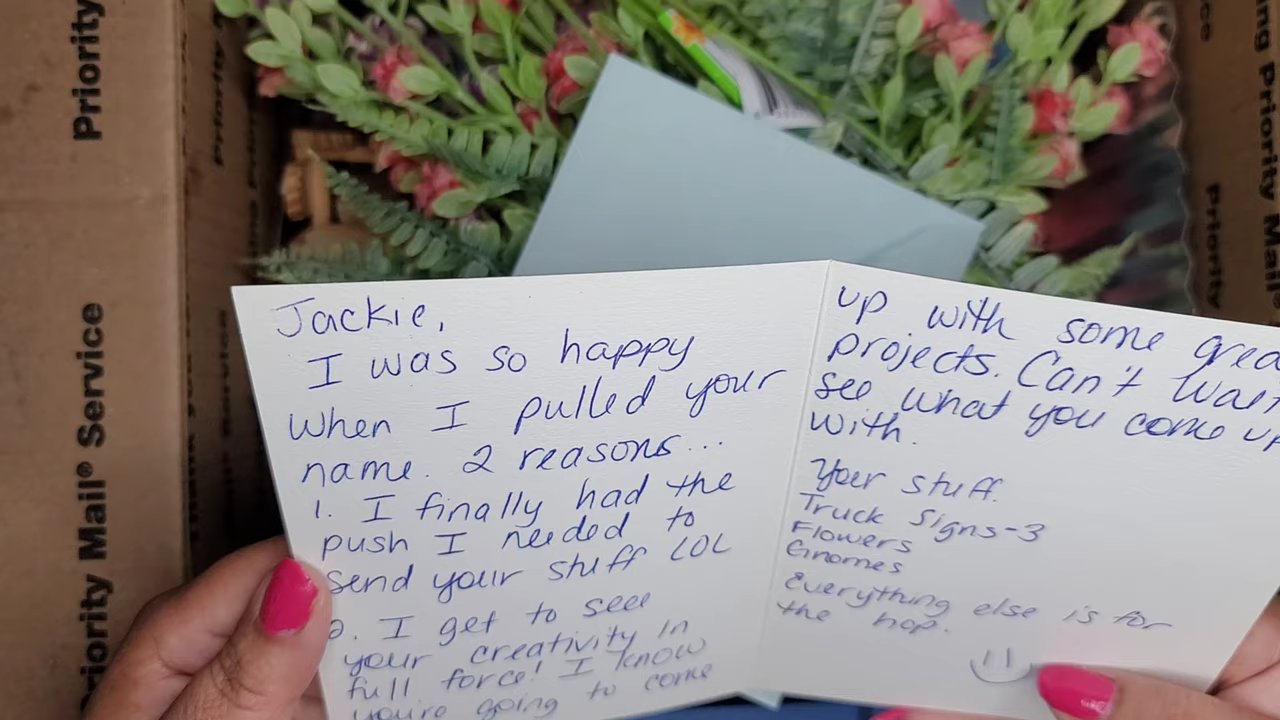 Jackie,
I was so happy
when I pulled your
name. 2 reasons...
1. I finally had the
push I needed to
send your stuff LOL
2. I get to see
your creativity in
full force! I know
you're going to come
up with some
projects. Can't
see what you come up
with.
Your stuff.
Truck Signs-3
Flowers
Gnomes
Everything else is for
the hop.
Priority
Priority Mail® Service
Priority
Priority Mail